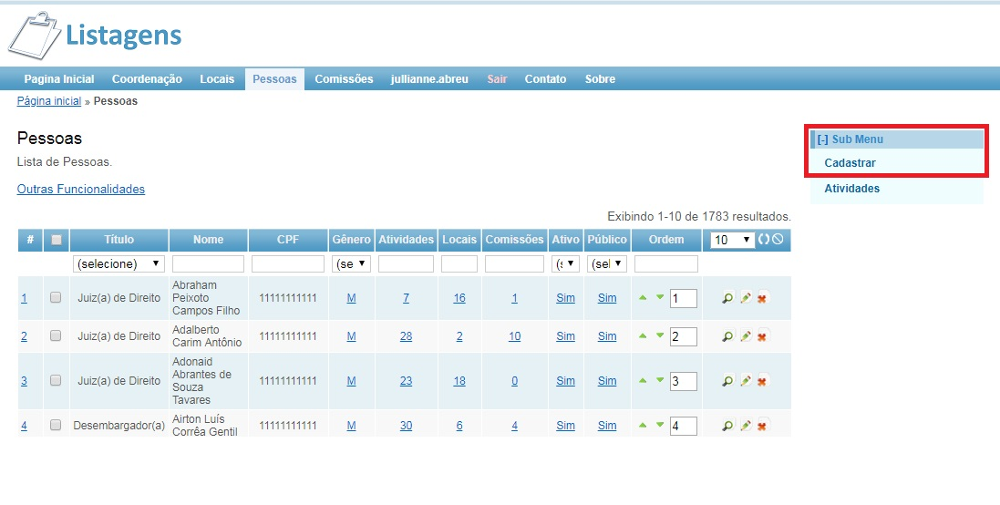 Listagens
Pagina Inicial Coordenação Locais Pessoas Comissões jullianne.abreu Sair Contato Sobre
Página inicial » Pessoas
Pessoas
Lista de Pessoas.
Outras Funcionalidades
[-] Sub Menu
Cadastrar
Atividades
Exibindo 1-10 de 1783 resultados.
# Título Nome CPF Gênero Atividades Locais Comissões Ativo Público Ordem 10
(selecione) (se (s (sel
1 Juiz(a) de Direito Abraham Peixoto Campos Filho 11111111111 M 7 16 1 Sim Sim 1
2 Juiz(a) de Direito Adalberto Carim Antônio 11111111111 M 28 2 10 Sim Sim 2
3 Juiz(a) de Direito Adonaid Abrantes de Souza Tavares 11111111111 M 23 18 0 Sim Sim 3
4 Desembargador(a) Airton Luís Corrêa Gentil 11111111111 M 30 6 4 Sim Sim 4